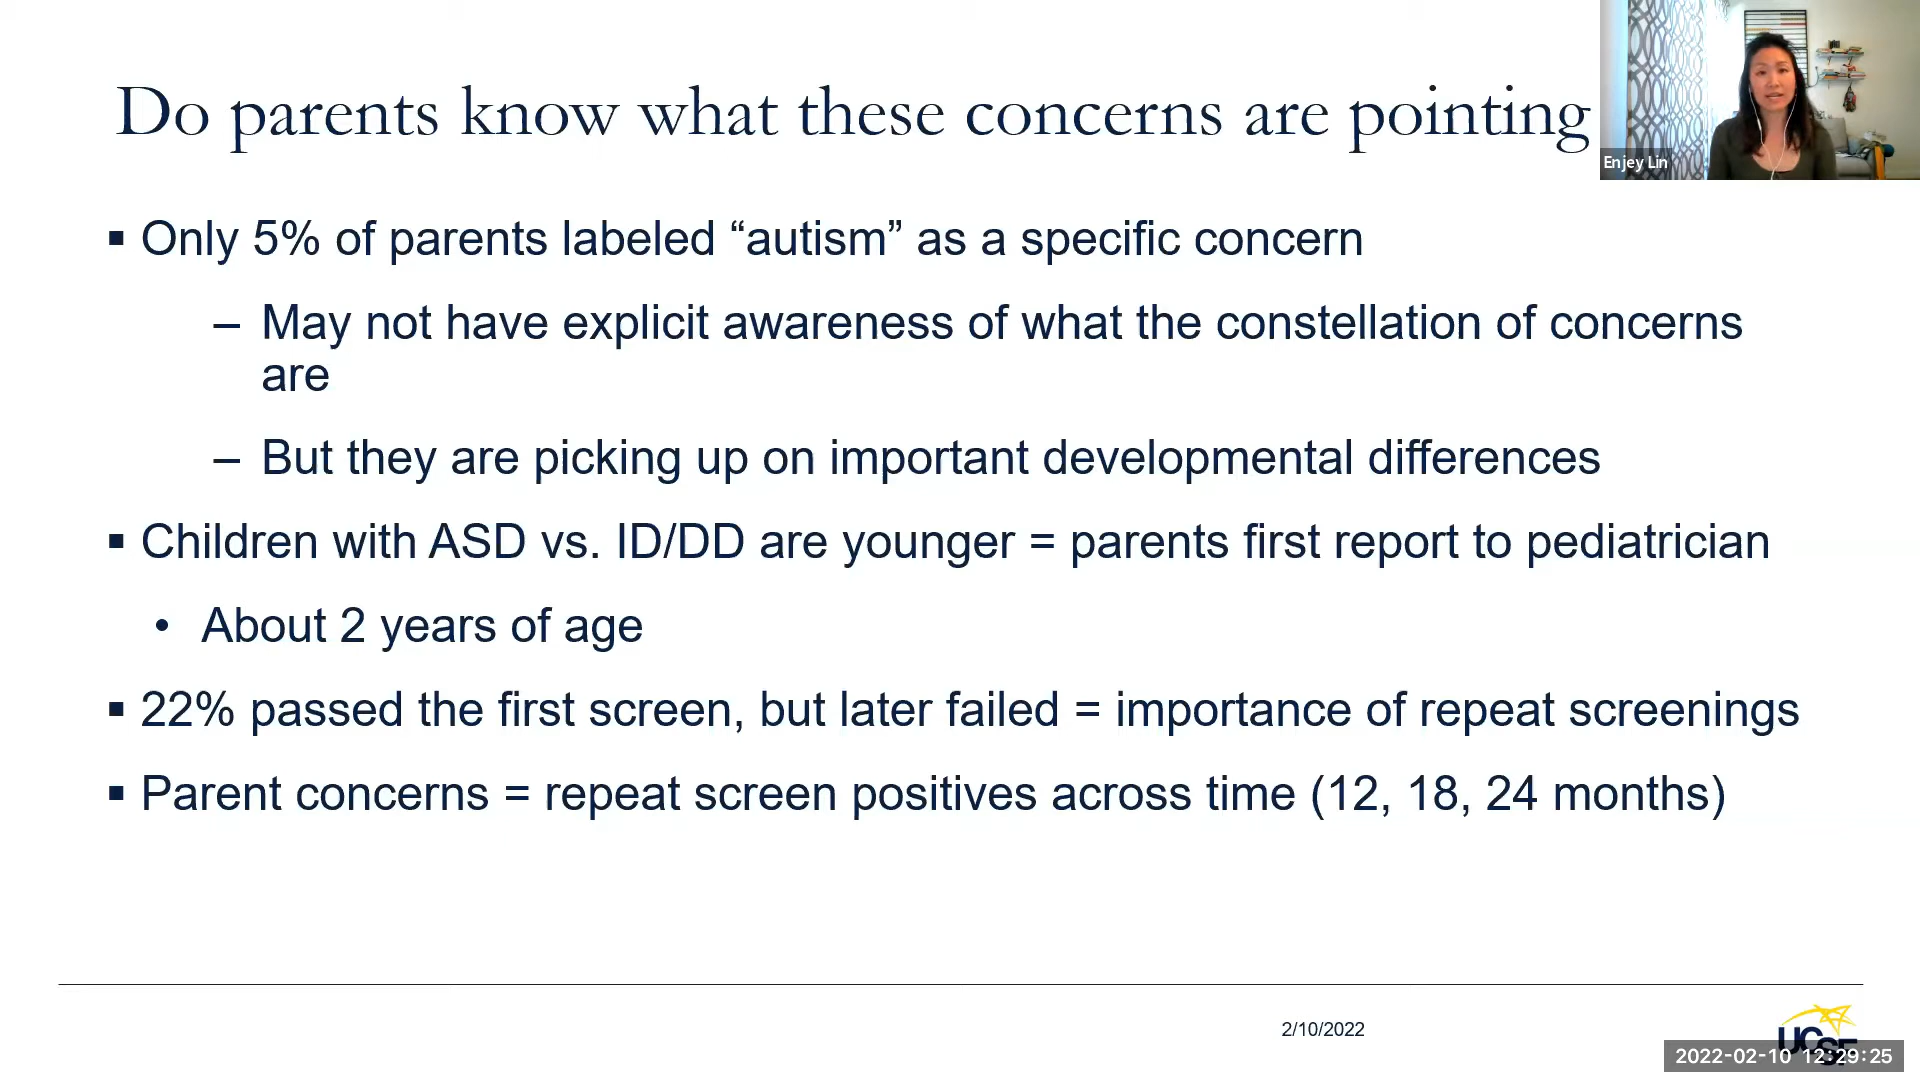 Do parents know what these concerns are pointing
Enjey Lin
▪ Only 5% of parents labeled “autism” as a specific concern
– May not have explicit awareness of what the constellation of concerns
are
– But they are picking up on important developmental differences
▪ Children with ASD vs. ID/DD are younger = parents first report to pediatrician
• About 2 years of age
▪ 22% passed the first screen, but later failed = importance of repeat screenings
▪ Parent concerns = repeat screen positives across time (12, 18, 24 months)
2/10/2022
UCSF
2022-02-10 12:29:25